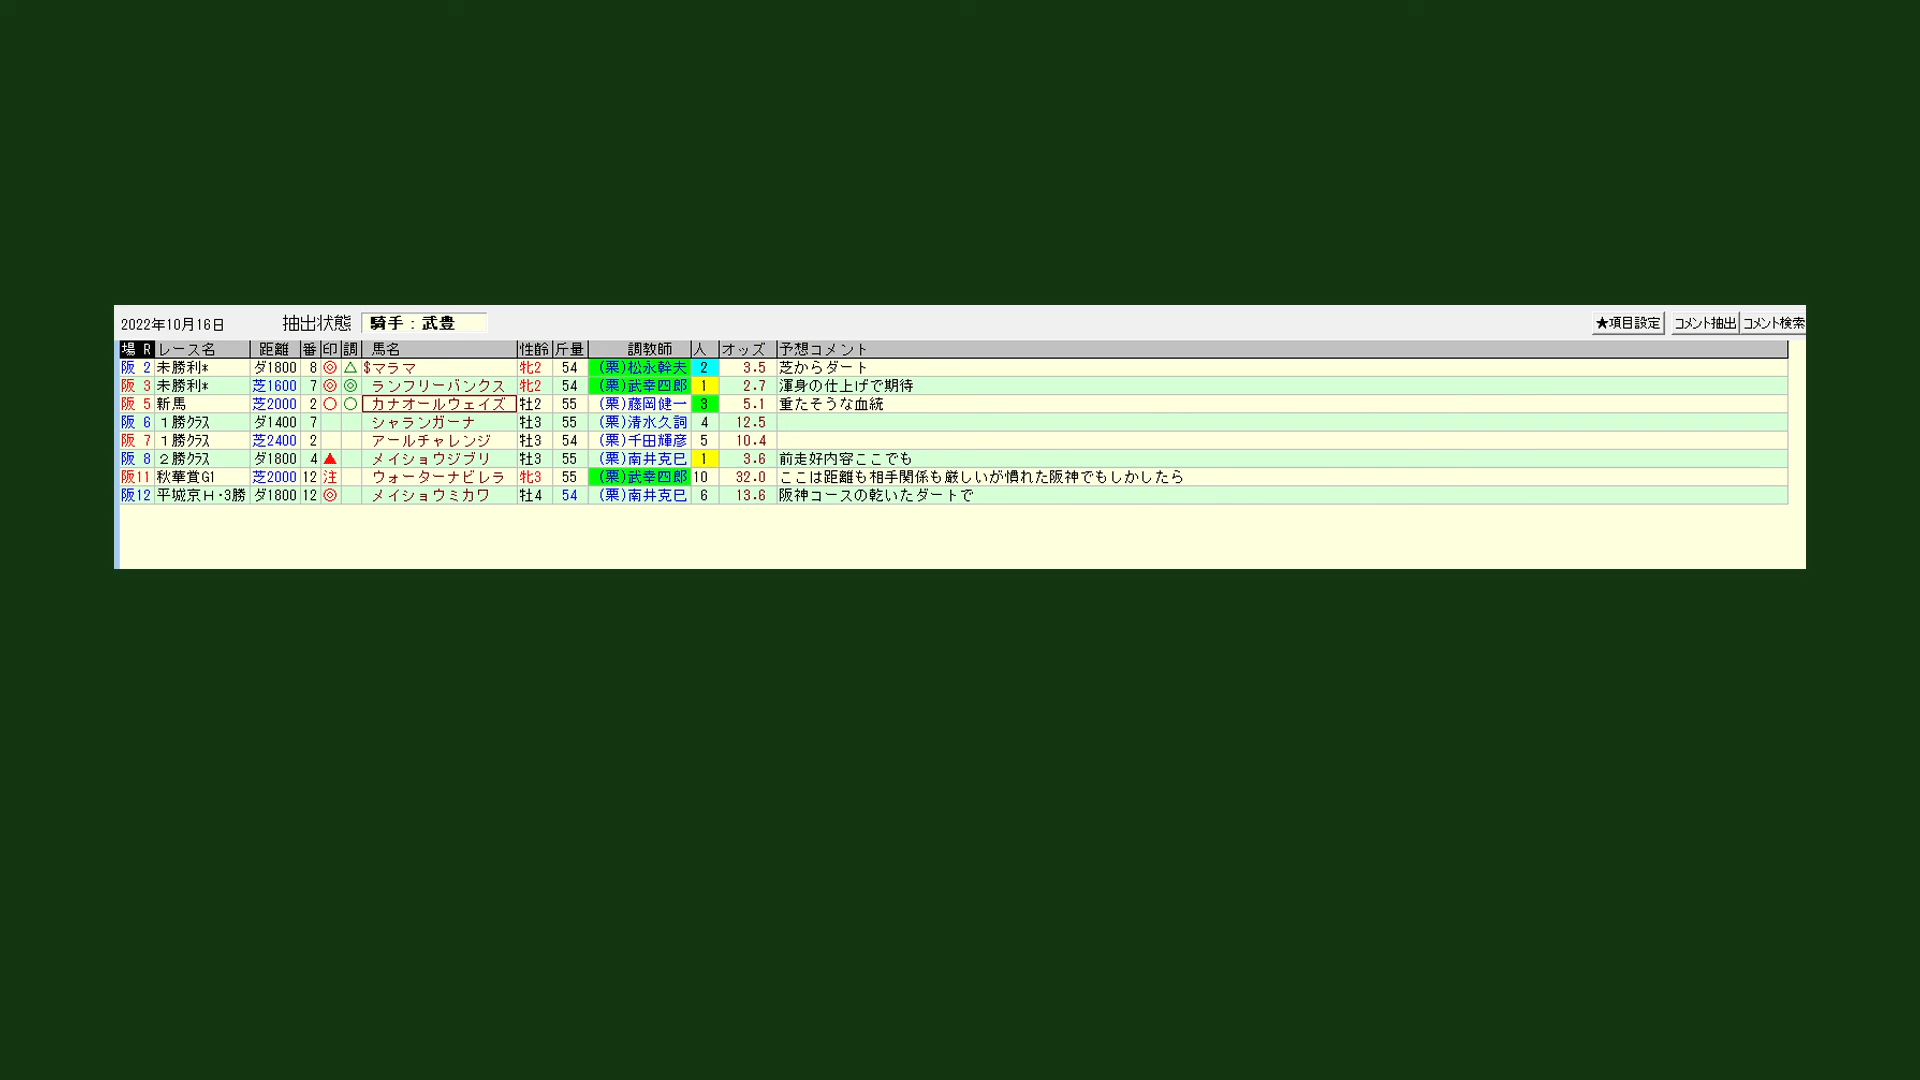 2022年10月16日 抽出状態 騎手：武豊 ★項目設定 コメント抽出 コメント検索
場 R レース名 距離 番 印 調 馬名 性齢 斤量 調教師 人 オッズ 予想コメント
阪 2 未勝利* ダ1800 8 ◎ △ $マラマ 牝2 54 (栗)松永幹夫 2 3.5 芝からダート
阪 3 未勝利* 芝1600 7 ◎ ◎ ランフリーバンクス 牝2 54 (栗)武幸四郎 1 2.7 渾身の仕上げで期待
阪 5 新馬 芝2000 2 ○ ○ カナオールウェイズ 牡2 55 (栗)藤岡健一 3 5.1 重たそうな血統
阪 6 １勝ｸﾗｽ ダ1400 7 シャランガーナ 牡3 55 (栗)清水久詞 4 12.5
阪 7 １勝ｸﾗｽ 芝2400 2 アールチャレンジ 牡3 54 (栗)千田輝彦 5 10.4
阪 8 ２勝ｸﾗｽ ダ1800 4 ▲ メイショウジブリ 牡3 55 (栗)南井克巳 1 3.6 前走好内容ここでも
阪11 秋華賞G1 芝2000 12 注 ウォーターナビレラ 牝3 55 (栗)武幸四郎 10 32.0 ここは距離も相手関係も厳しいが慣れた阪神でもしかしたら
阪12 平城京Ｈ・3勝 ダ1800 12 ◎ メイショウミカワ 牡4 54 (栗)南井克巳 6 13.6 阪神コースの乾いたダートで